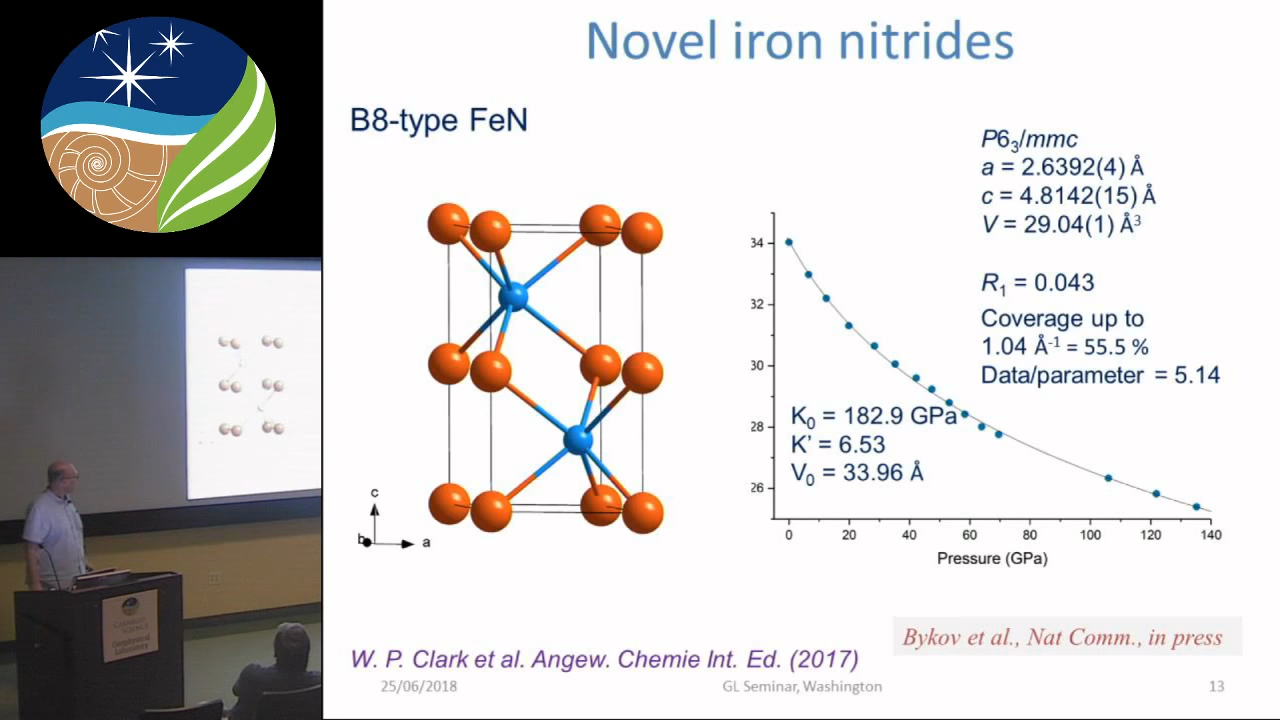 Novel iron nitrides
B8-type FeN
P6₃/mmc
a = 2.6392(4) Å
c = 4.8142(15) Å
V = 29.04(1) Å³
R₁ = 0.043
Coverage up to
1.04 Å⁻¹ = 55.5 %
Data/parameter = 5.14
34
32
30
28
26
K₀ = 182.9 GPa
K' = 6.53
V₀ = 33.96 Å
0 20 40 60 80 100 120 140
Pressure (GPa)
c
b
a
CARNEGIE
SCIENCE
Geophysical
Laboratory
Bykov et al., Nat Comm., in press
W. P. Clark et al. Angew. Chemie Int. Ed. (2017)
25/06/2018 GL Seminar, Washington 13